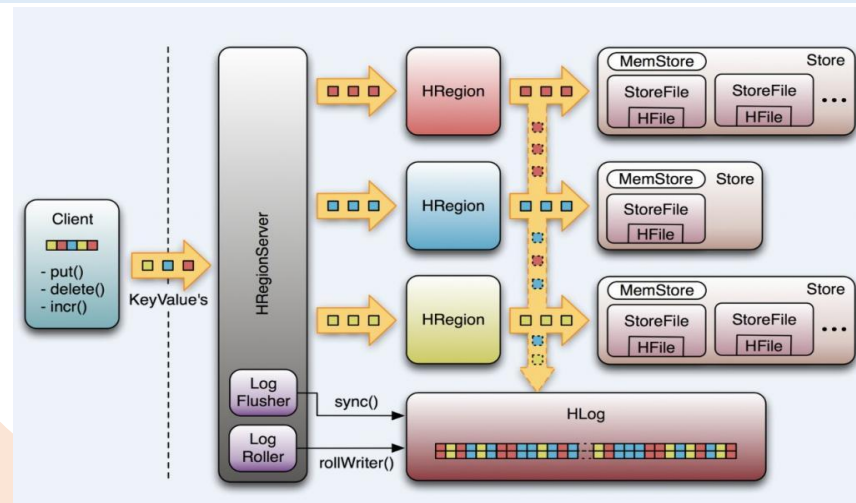 Client
- put()
- delete()
- incr()
KeyValue's
HRegionServer
Log
Flusher
Log
Roller
sync()
rollWriter()
HRegion
MemStore
Store
StoreFile
HFile
StoreFile
HFile
...
HRegion
MemStore
Store
StoreFile
HFile
HRegion
MemStore
Store
StoreFile
HFile
StoreFile
HFile
...
HLog